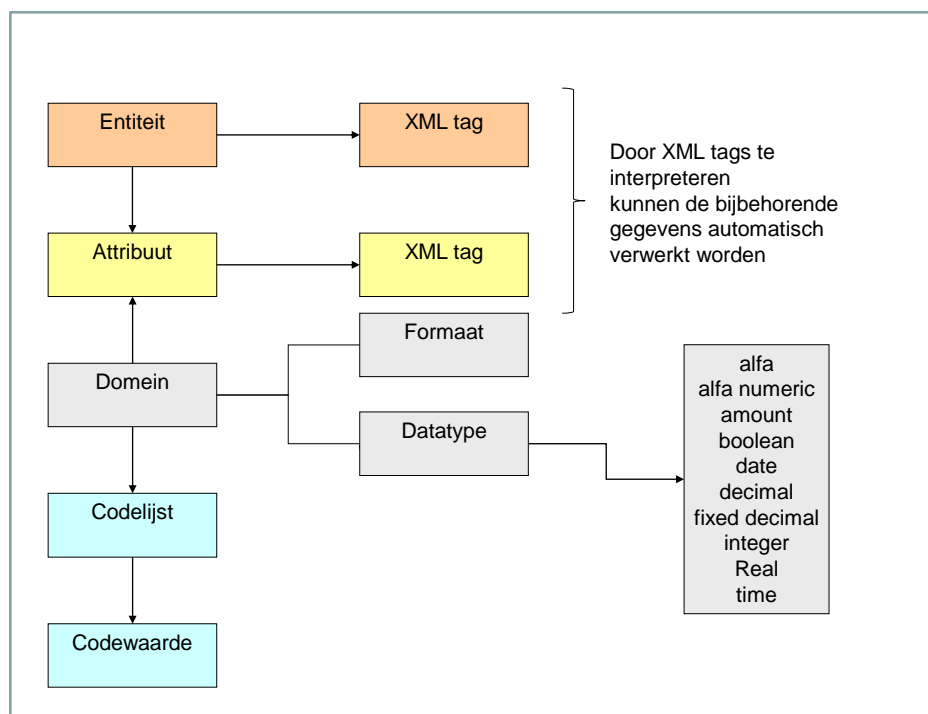 Entiteit
XML tag
Door XML tags te
interpreteren
kunnen de bijbehorende
gegevens automatisch
verwerkt worden
Attribuut
XML tag
Formaat
Domein
Datatype
alfa
alfa numeric
amount
boolean
date
decimal
fixed decimal
integer
Real
time
Codelijst
Codewaarde